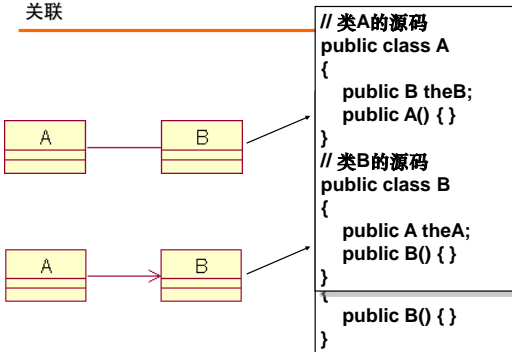 关联
// 类A的源码
public class A
{
public B theB;
public A() { }
}
// 类B的源码
public class B
{
public A theA;
public B() { }
}
{
public B() { }
}
A
B
A
B